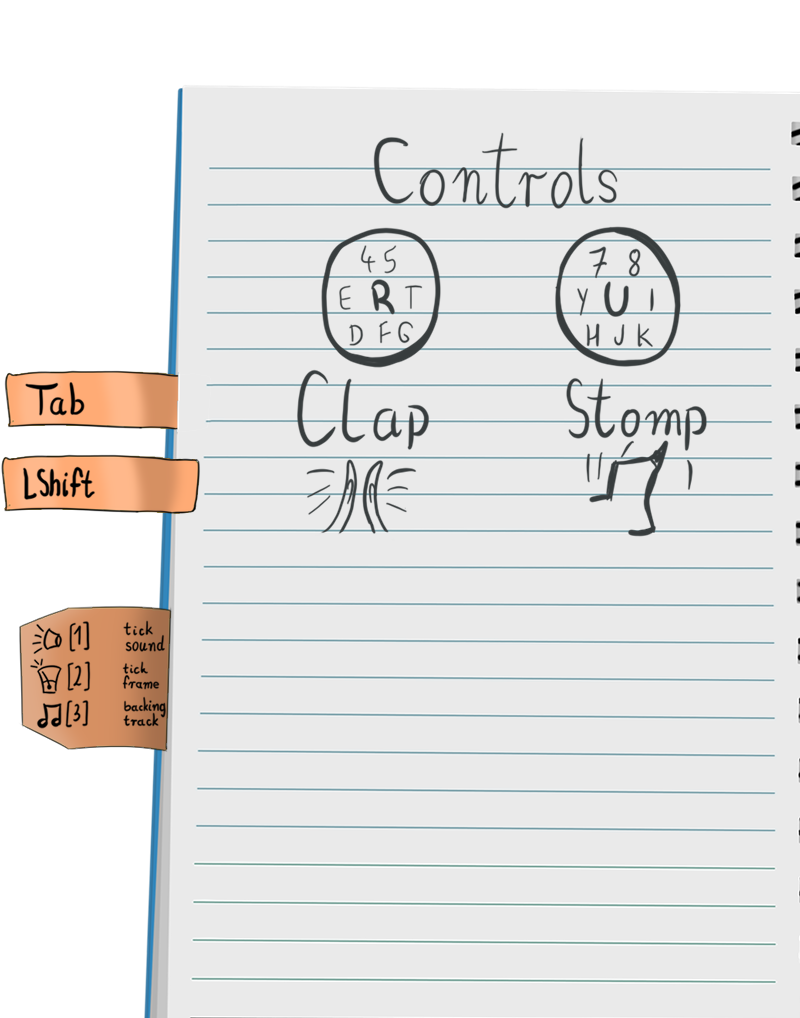 Controls
4 5
E R T
D F G
7 8
Y U I
H J K
Clap
Stomp
Tab
LShift
[1] tick sound
[2] tick frame
[3] backing track